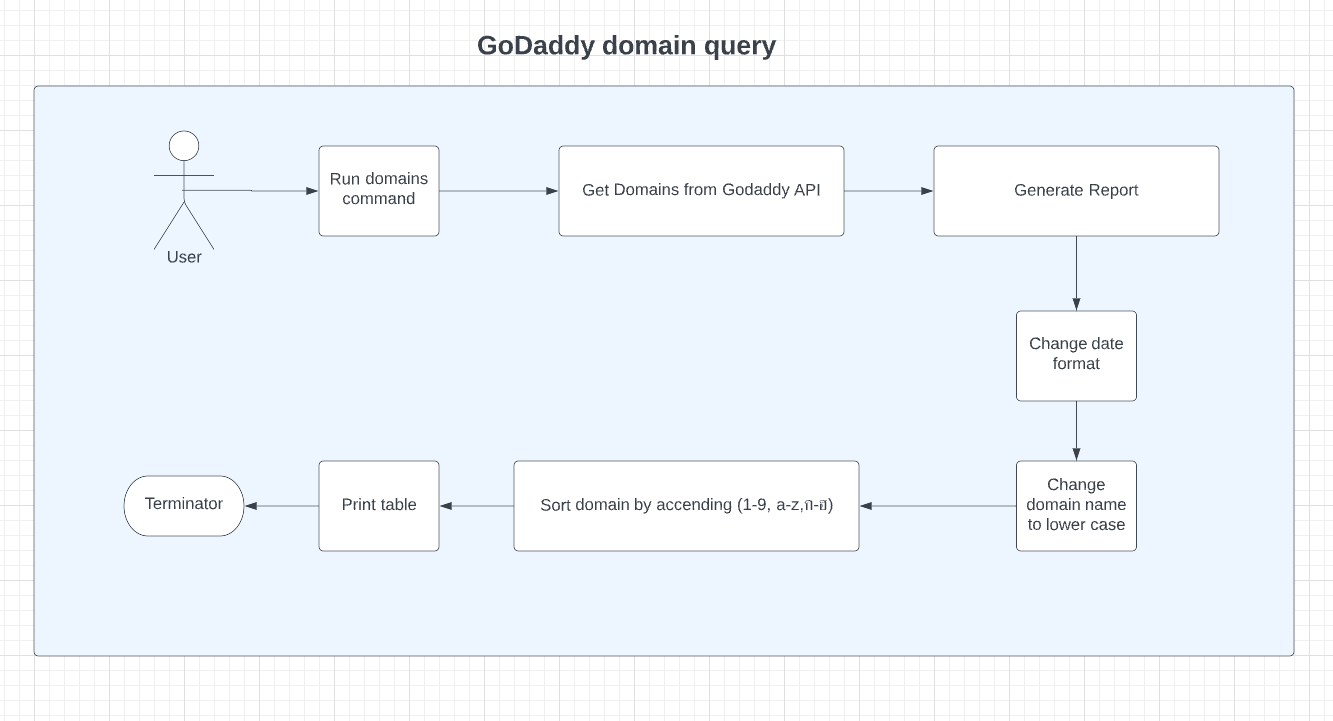 GoDaddy domain query
Run domains
command
Get Domains from Godaddy API
Generate Report
User
Change date
format
Change
domain name
to lower case
Sort domain by accending (1-9, a-z,ก-ฮ)
Print table
Terminator